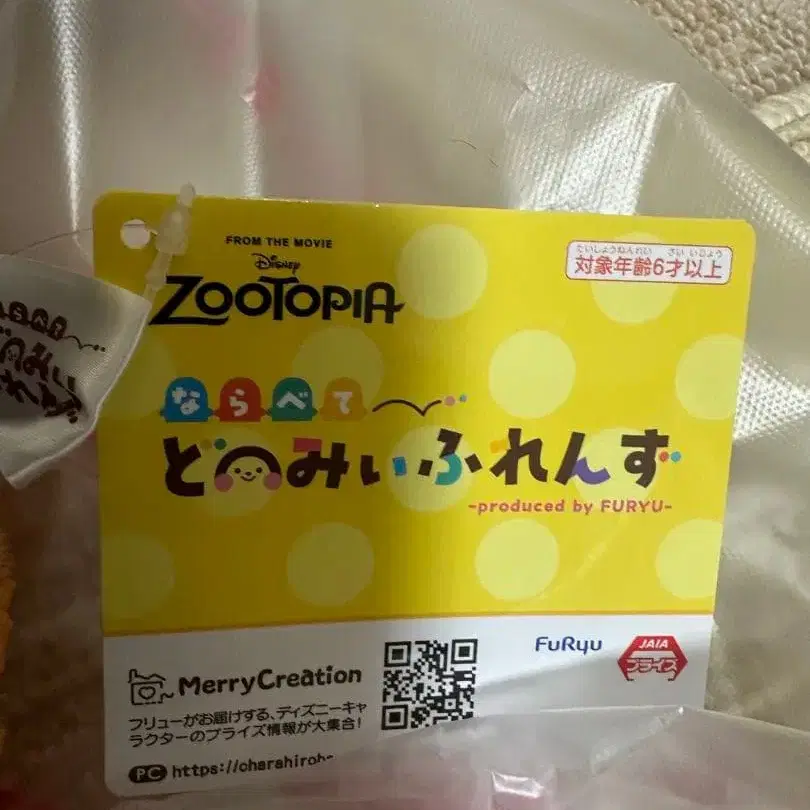 FROM THE MOVIE
Disney
ZOOTOPIA
たいしょうねんれい さい いじょう
対象年齢6才以上
ならべて
どみぃふれんず
-produced by FURYU-
FuRyu
JAIA
プライズ
MerryCreation
フリューがお届けする、ディズニーキャ
ラクターのプライズ情報が大集合!
PC https://charahiroba